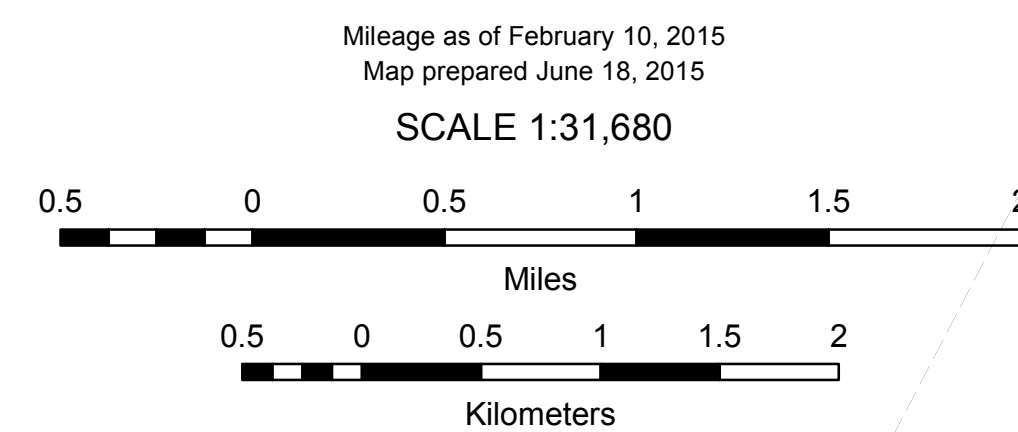 Mileage as of February 10, 2015
Map prepared June 18, 2015
SCALE 1:31,680
0.5 0 0.5 1 1.5
Miles
0.5 0 0.5 1 1.5 2
Kilometers